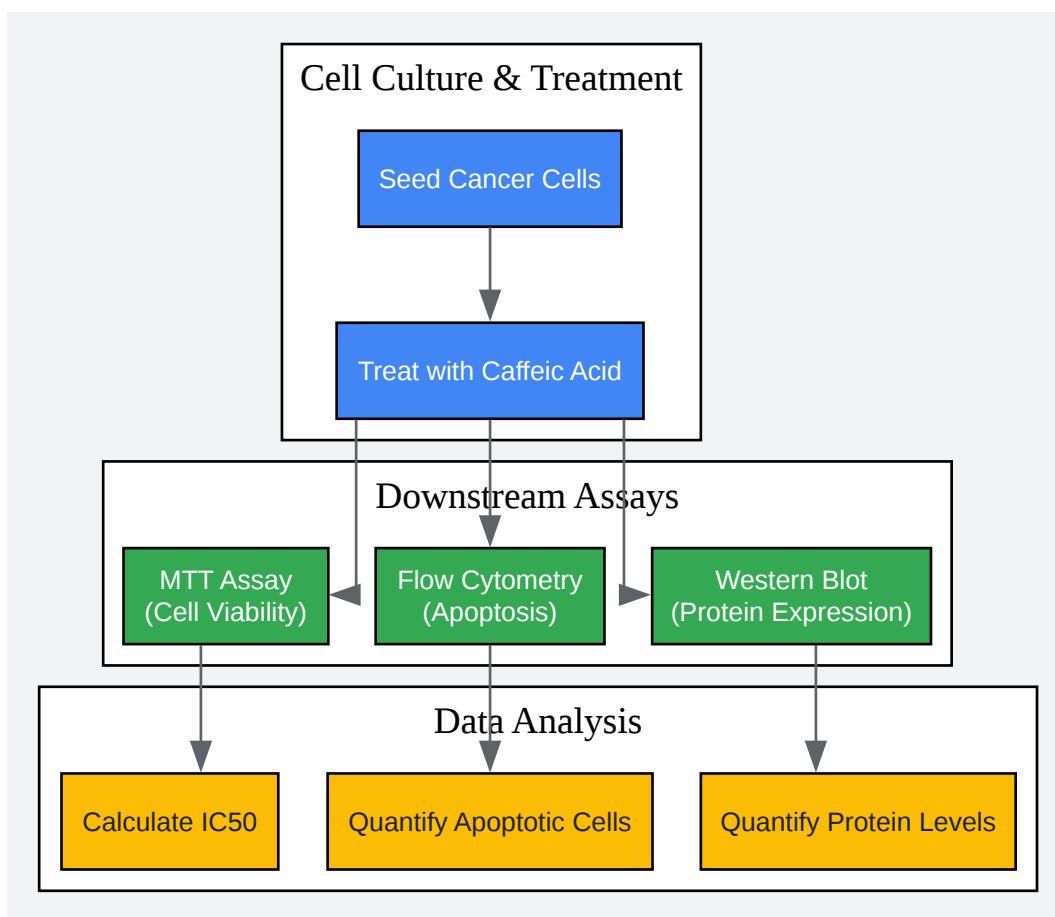 Cell Culture & Treatment
Seed Cancer Cells
Treat with Caffeic Acid
Downstream Assays
MTT Assay
(Cell Viability)
Flow Cytometry
(Apoptosis)
Western Blot
(Protein Expression)
Data Analysis
Calculate IC50
Quantify Apoptotic Cells
Quantify Protein Levels